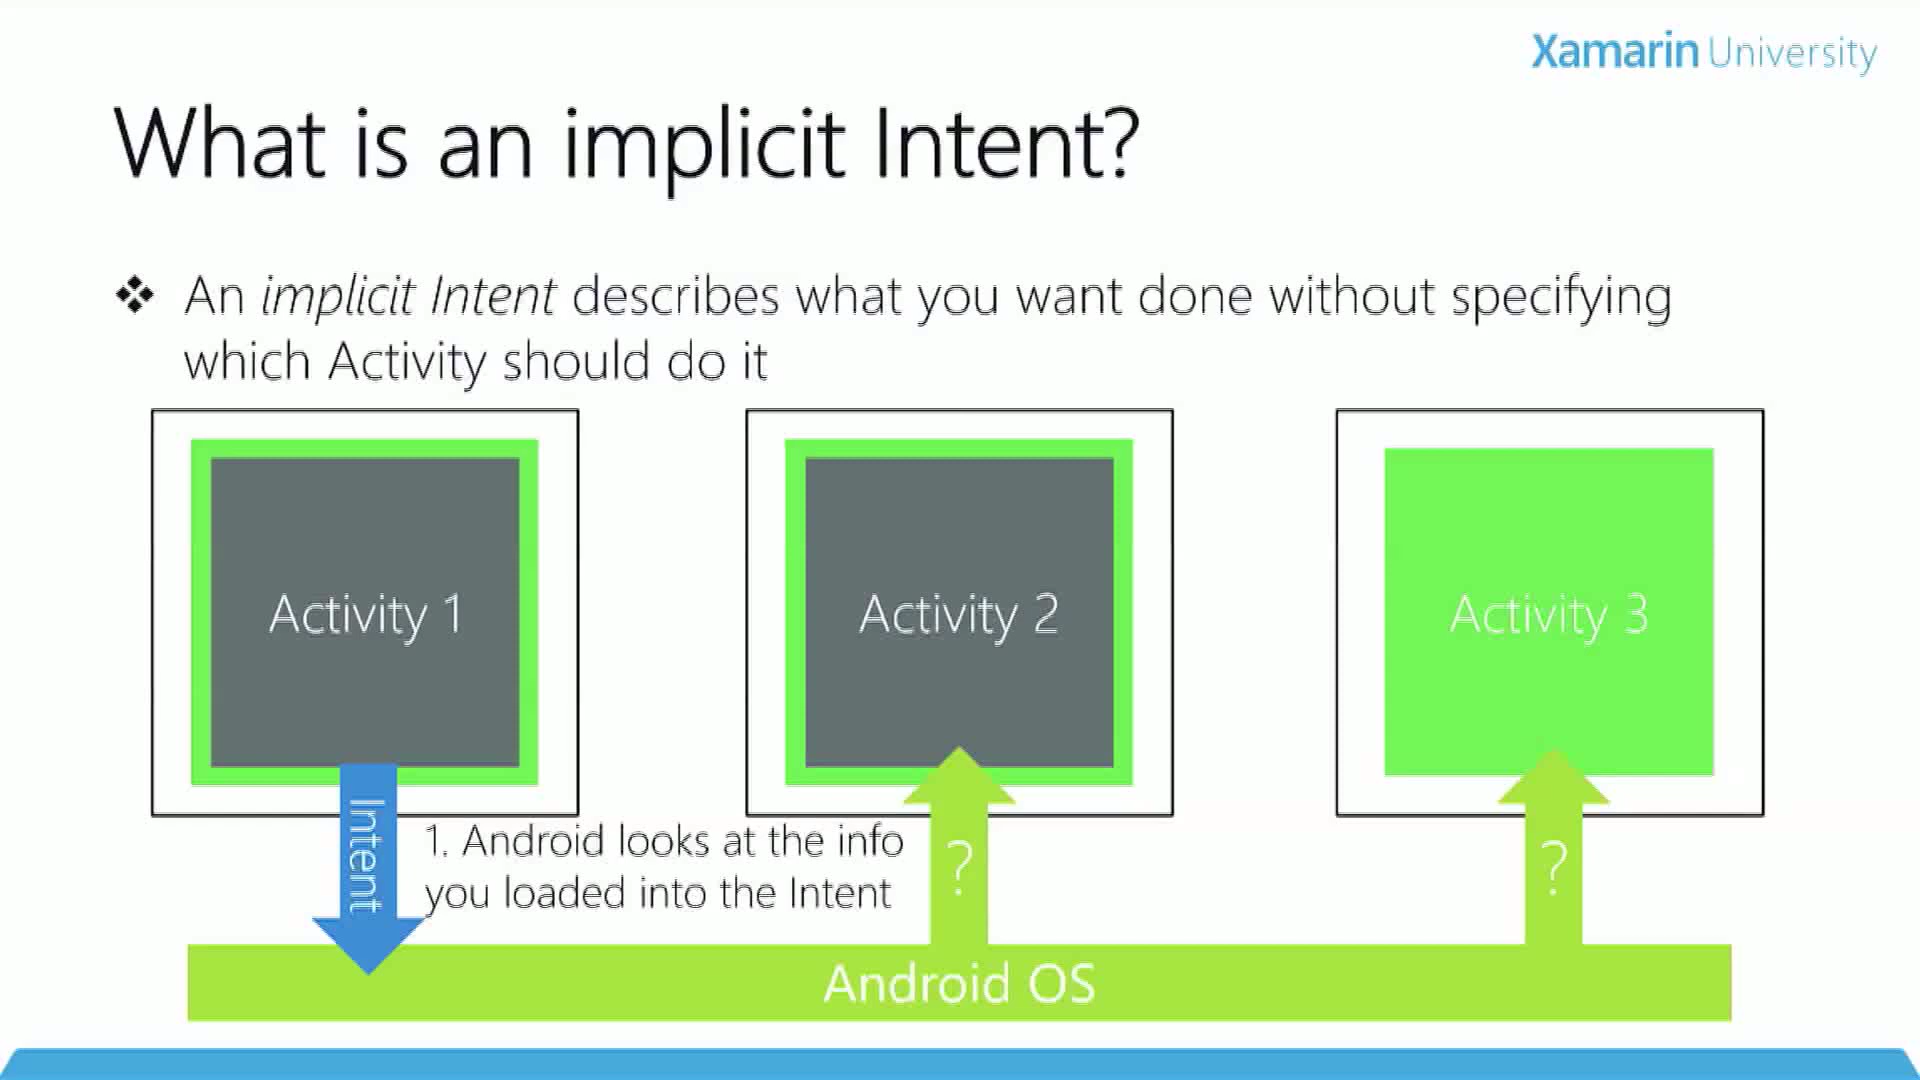 Xamarin University
What is an implicit Intent?
An implicit Intent describes what you want done without specifying
which Activity should do it
Activity 1
Activity 2
Activity 3
Intent
1. Android looks at the info
you loaded into the Intent
?
?
Android OS